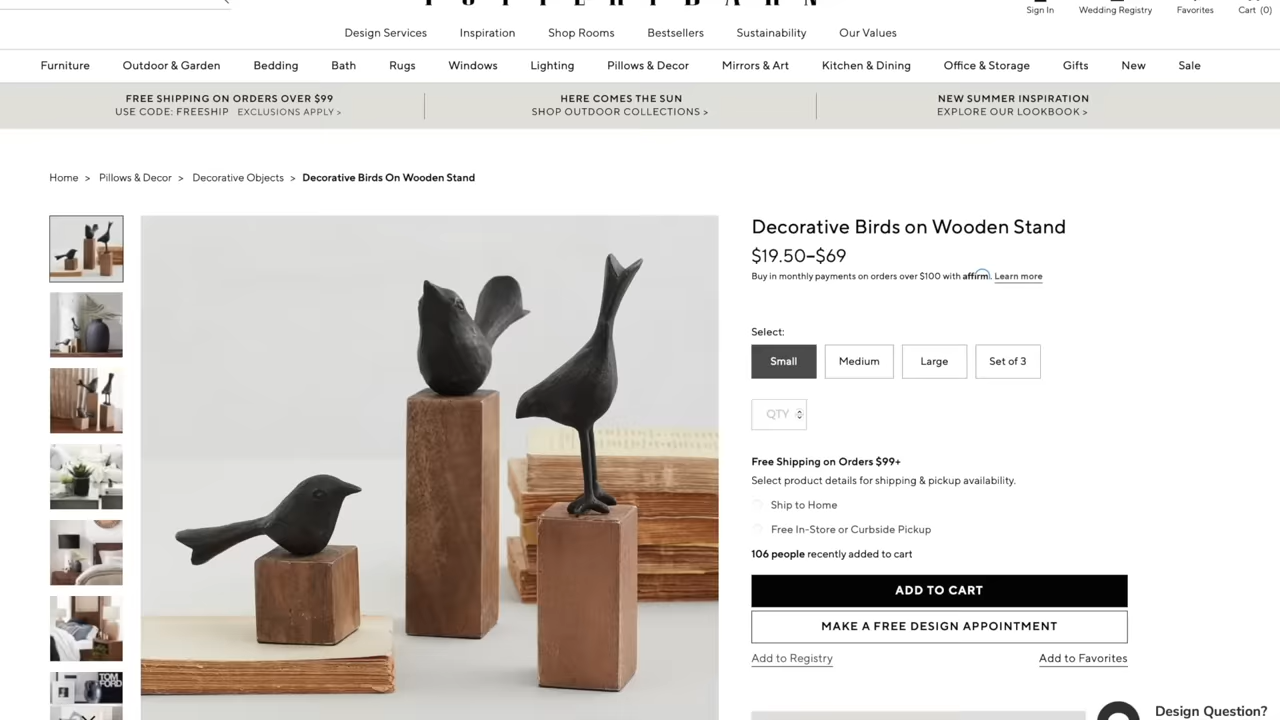 Sign In
Wedding Registry
Favorites
Cart (0)
Design Services
Inspiration
Shop Rooms
Bestsellers
Sustainability
Our Values
Furniture
Outdoor & Garden
Bedding
Bath
Rugs
Windows
Lighting
Pillows & Decor
Mirrors & Art
Kitchen & Dining
Office & Storage
Gifts
New
Sale
FREE SHIPPING ON ORDERS OVER $99
USE CODE: FREESHIP EXCLUSIONS APPLY >
HERE COMES THE SUN
SHOP OUTDOOR COLLECTIONS >
NEW SUMMER INSPIRATION
EXPLORE OUR LOOKBOOK >
Home > Pillows & Decor > Decorative Objects > Decorative Birds On Wooden Stand
Decorative Birds on Wooden Stand
$19.50–$69
Buy in monthly payments on orders over $100 with affirm. Learn more
Select:
Small
Medium
Large
Set of 3
QTY
Free Shipping on Orders $99+
Select product details for shipping & pickup availability.
Ship to Home
Free In-Store or Curbside Pickup
106 people recently added to cart
ADD TO CART
MAKE A FREE DESIGN APPOINTMENT
Add to Registry
Add to Favorites
TOM
FORD
Design Question?